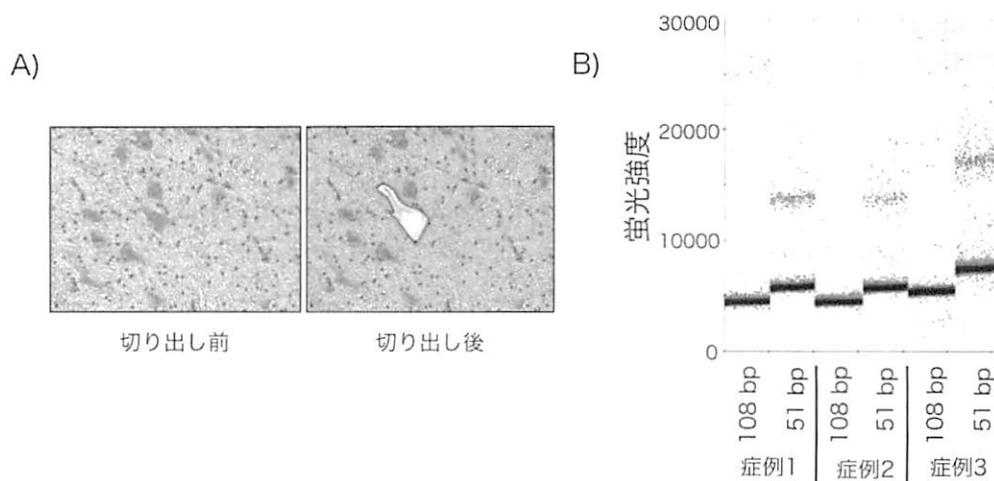 A)
切り出し前
切り出し後
B)
蛍光強度
30000
20000
10000
0
108 bp
51 bp
108 bp
51 bp
108 bp
51 bp
症例1
症例2
症例3